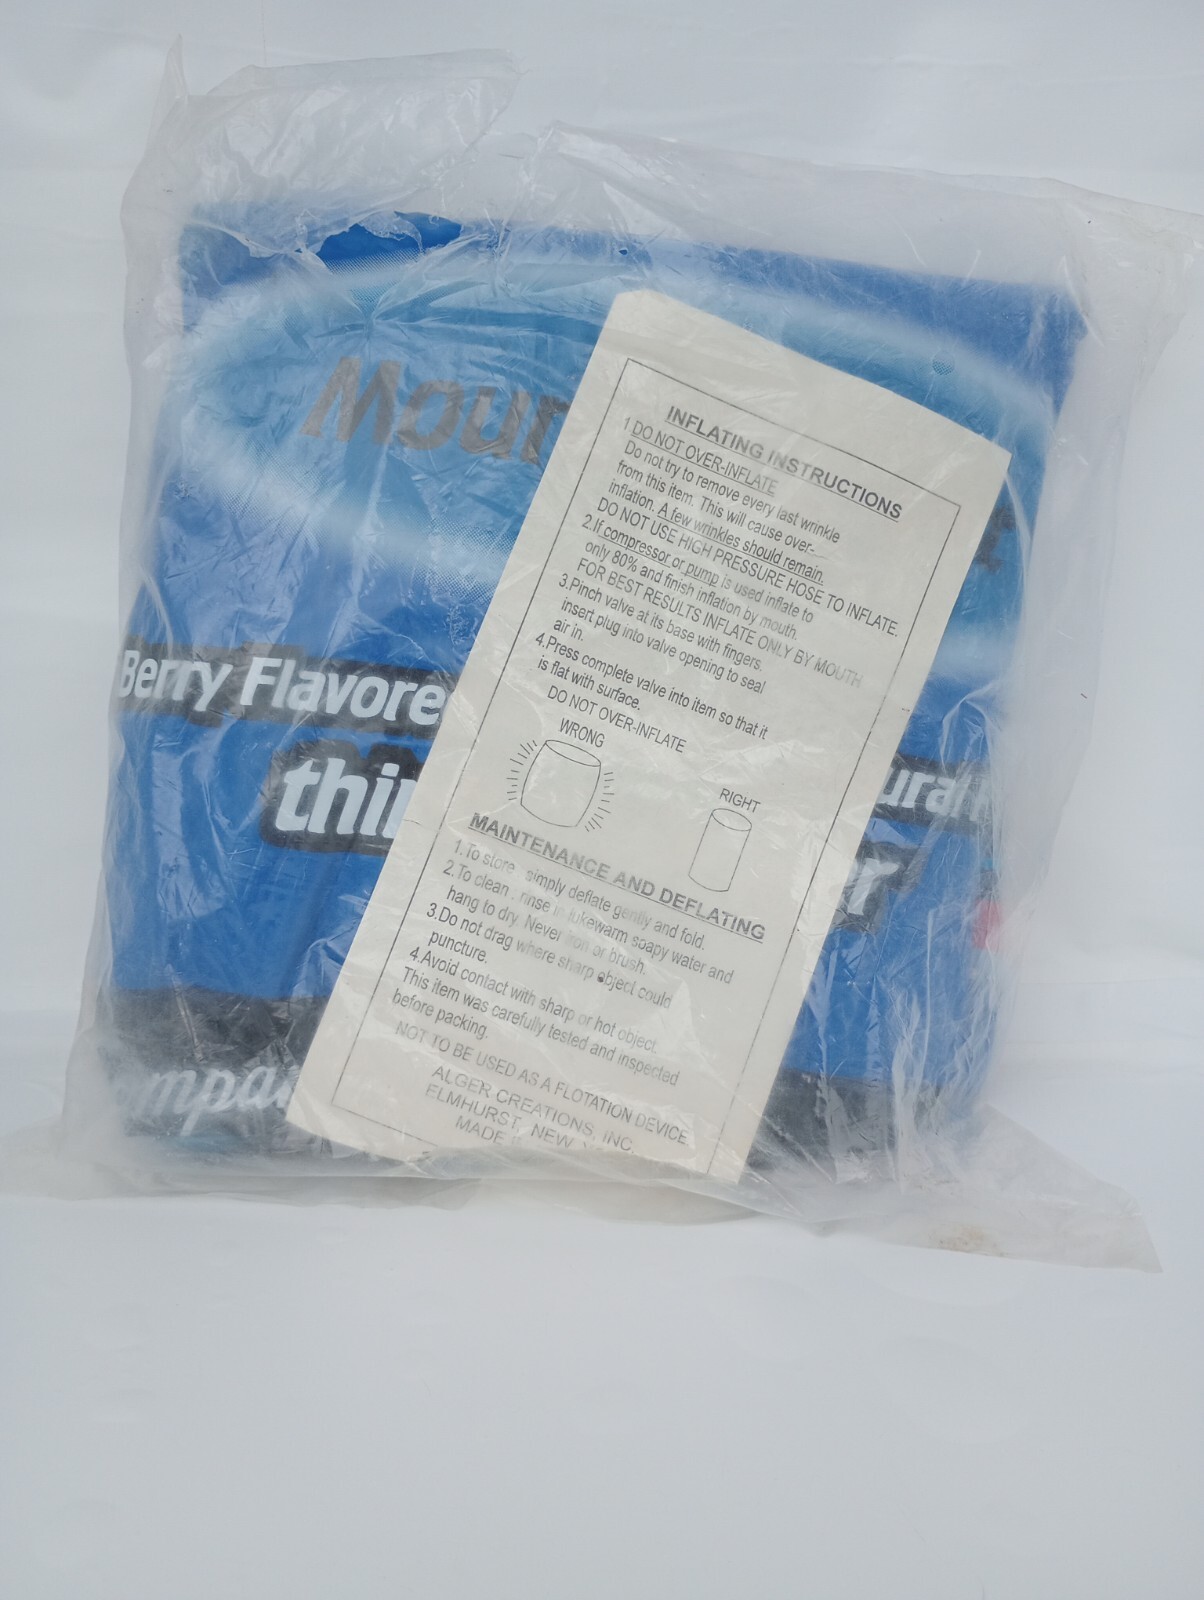 Moun
Berry Flavore
thi
ural
er
mpa
INFLATING INSTRUCTIONS
1.DO NOT OVER-INFLATE
Do not try to remove every last wrinkle
from this item. This will cause over-
inflation. A few wrinkles should remain.
DO NOT USE HIGH PRESSURE HOSE TO INFLATE.
2.If compressor or pump is used inflate to
only 80% and finish inflation by mouth.
FOR BEST RESULTS INFLATE ONLY BY MOUTH
3.Pinch valve at its base with fingers.
insert plug into valve opening to seal
air in.
4.Press complete valve into item so that it
is flat with surface.
DO NOT OVER-INFLATE
WRONG
RIGHT
MAINTENANCE AND DEFLATING
1.To store , simply deflate gently and fold.
2.To clean , rinse in lukewarm soapy water and
hang to dry. Never iron or brush.
3.Do not drag where sharp object could
puncture.
4.Avoid contact with sharp or hot object.
This item was carefully tested and inspected
before packing.
NOT TO BE USED AS A FLOTATION DEVICE
ALGER CREATIONS, INC.
ELMHURST, NEW
MADE